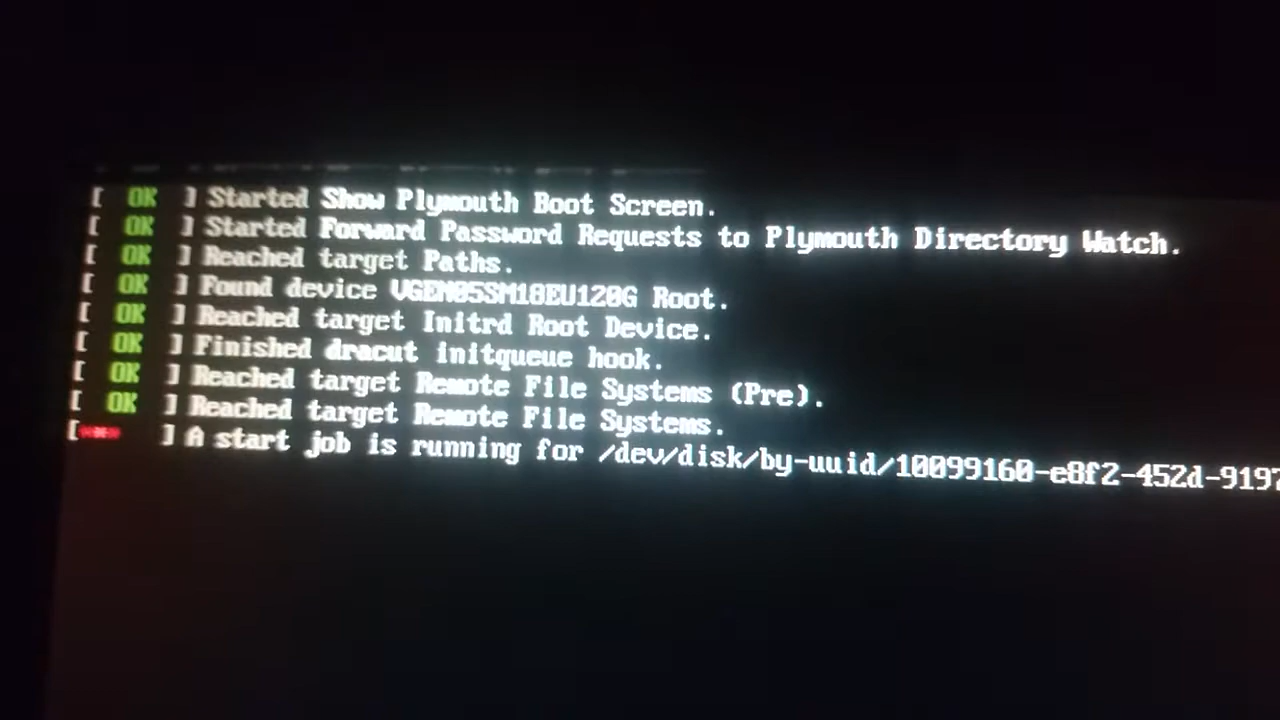 [ OK ] Started Show Plymouth Boot Screen.
[ OK ] Started Forward Password Requests to Plymouth Directory Watch.
[ OK ] Reached target Paths.
[ OK ] Found device VGEN05SM18EU120G Root.
[ OK ] Reached target Initrd Root Device.
[ OK ] Finished dracut initqueue hook.
[ OK ] Reached target Remote File Systems (Pre).
[ OK ] Reached target Remote File Systems.
[*** ] A start job is running for /dev/disk/by-uuid/10099160-e8f2-452d-9197